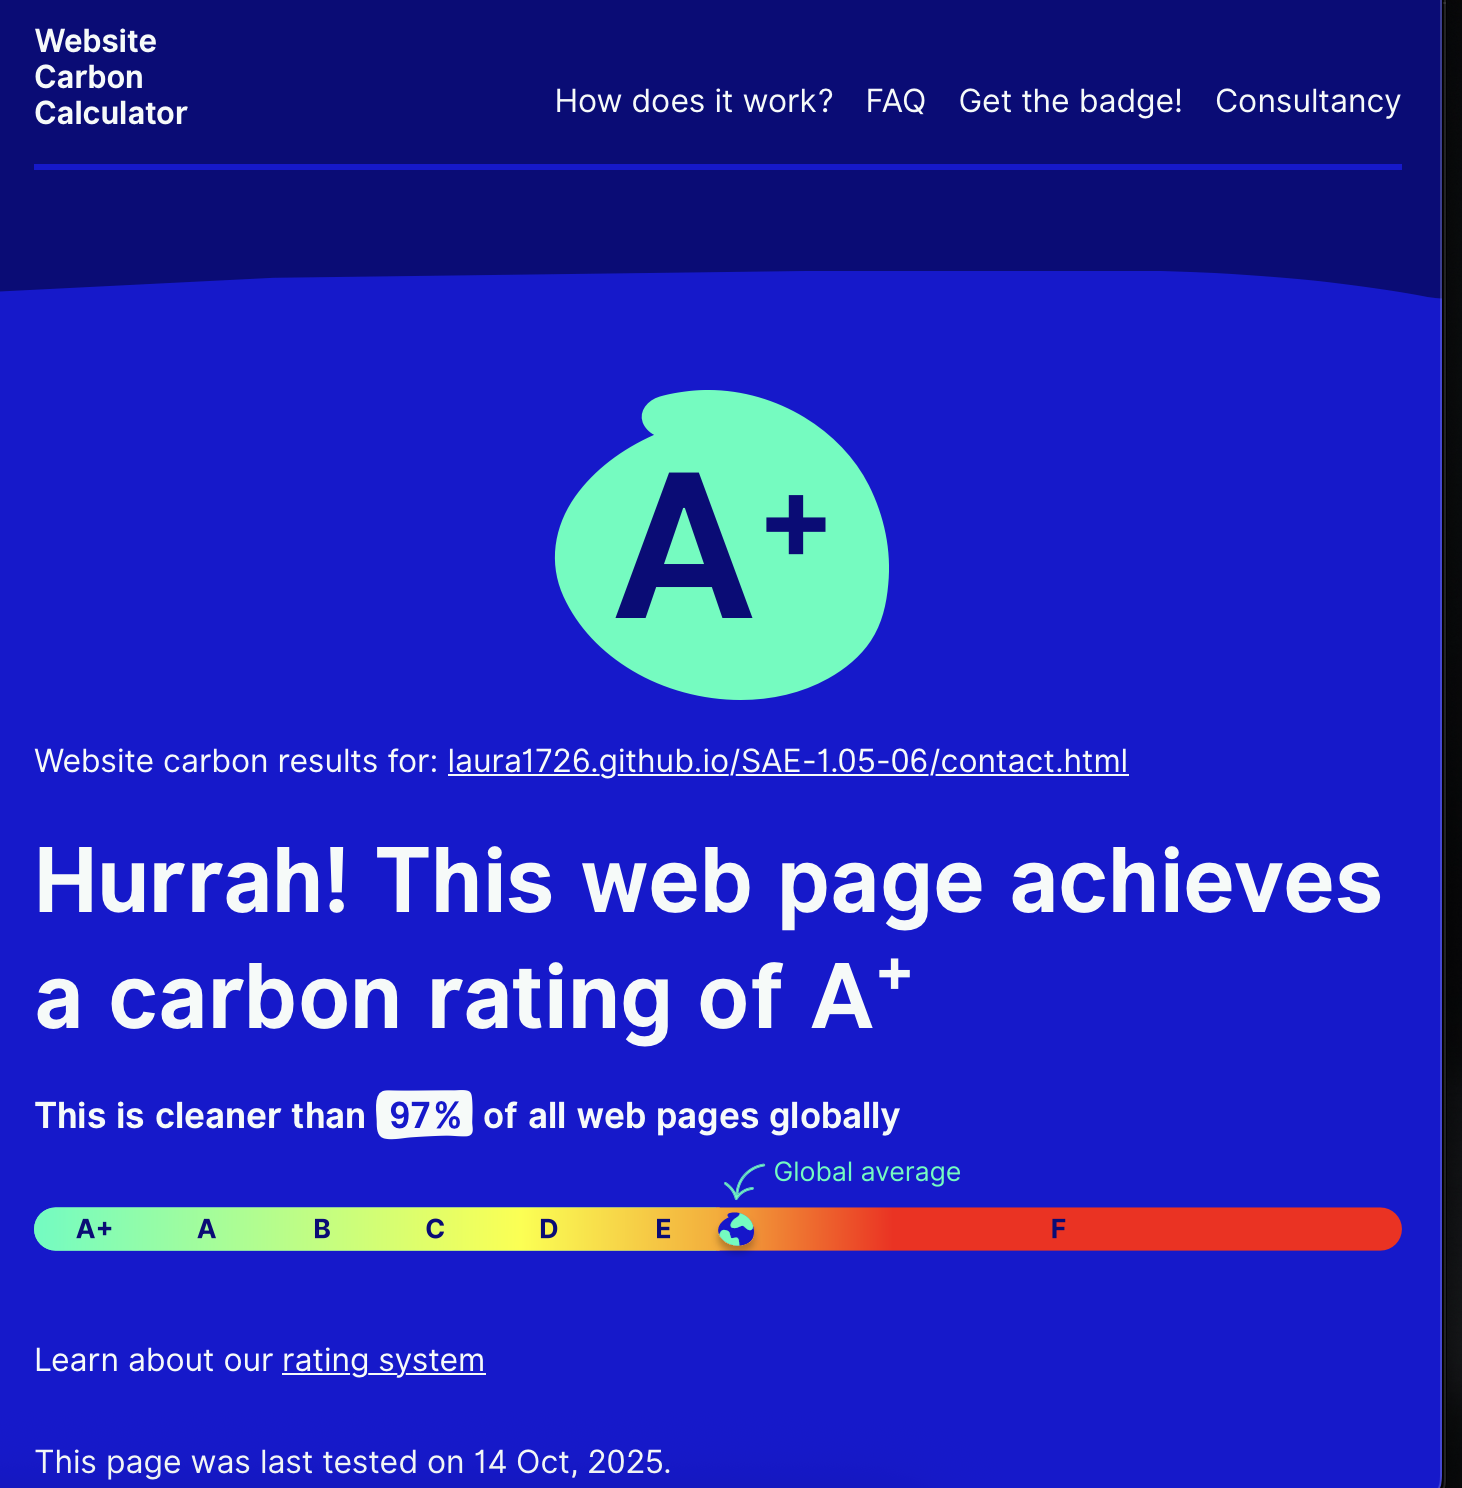 Website
Carbon
Calculator
How does it work? FAQ Get the badge! Consultancy
A+
Website carbon results for: laura1726.github.io/SAE-1.05-06/contact.html
Hurrah! This web page achieves
a carbon rating of A+
This is cleaner than 97% of all web pages globally
Global average
A+ A B C D E F
Learn about our rating system
This page was last tested on 14 Oct, 2025.